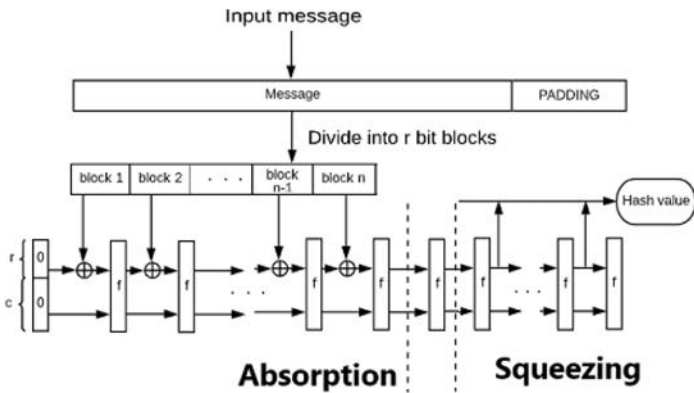 Input message
Message
PADDING
Divide into r bit blocks
block 1
block 2
. . .
block
n-1
block n
Hash value
r
0
c
0
f
f
. . .
f
f
f
f
. . .
f
f
Absorption
Squeezing